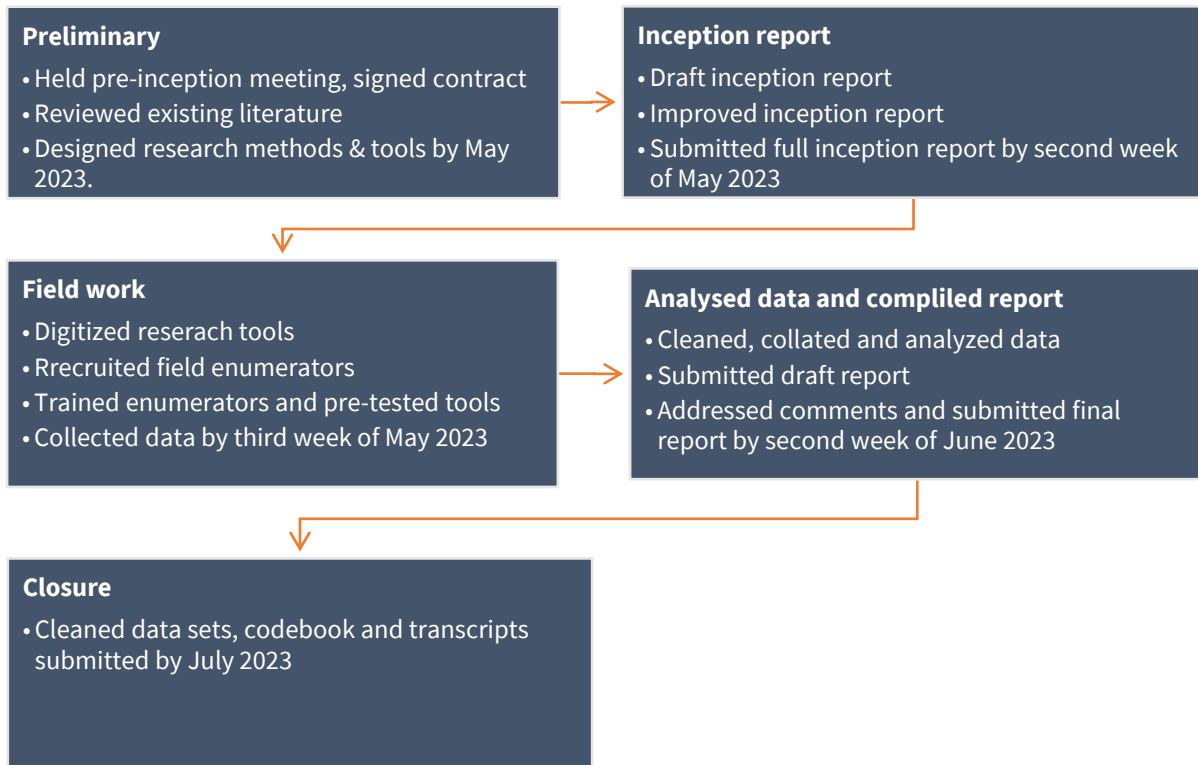 Preliminary
• Held pre-inception meeting, signed contract
• Reviewed existing literature
• Designed research methods & tools by May
2023.
Inception report
• Draft inception report
• Improved inception report
• Submitted full inception report by second week
of May 2023
Field work
• Digitized reserach tools
• Rrecruited field enumerators
• Trained enumerators and pre-tested tools
• Collected data by third week of May 2023
Analysed data and compliled report
• Cleaned, collated and analyzed data
• Submitted draft report
• Addressed comments and submitted final
report by second week of June 2023
Closure
• Cleaned data sets, codebook and transcripts
submitted by July 2023